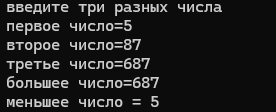 введите три разных числа
первое число=5
второе число=87
третье число=687
большее число=687
меньшее число = 5